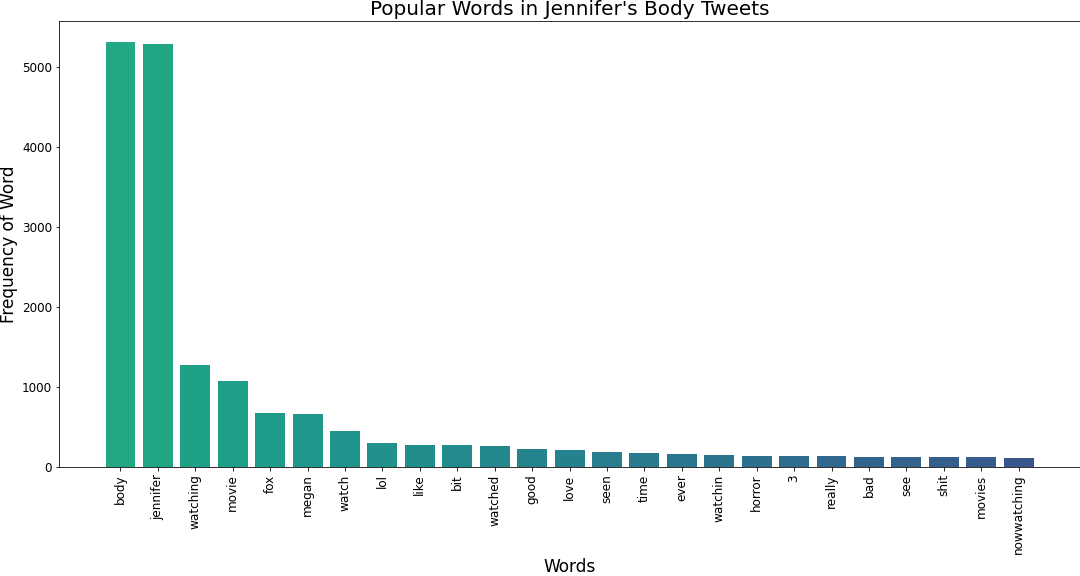 Popular Words in Jennifer's Body Tweets
Frequency of Word
5000
4000
3000
2000
1000
0
body
jennifer
watching
movie
fox
megan
watch
lol
like
bit
watched
good
love
seen
time
ever
watchin
horror
3
really
bad
see
shit
movies
nowwatching
Words